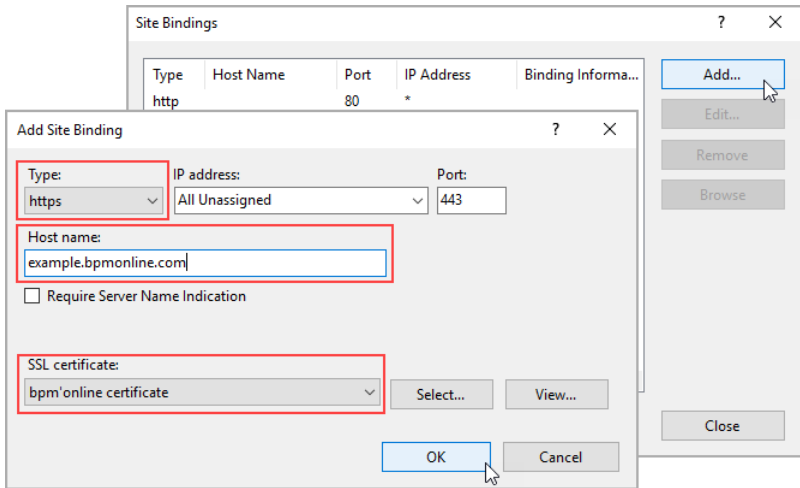 Site Bindings ? ×
Type Host Name Port IP Address Binding Informa... Add...
http 80 *
Edit...
Remove
Browse
Close
Add Site Binding ? ×
Type: IP address: Port:
https All Unassigned 443
Host name:
example.bpmonline.com
Require Server Name Indication
SSL certificate:
bpm'online certificate Select... View...
OK Cancel